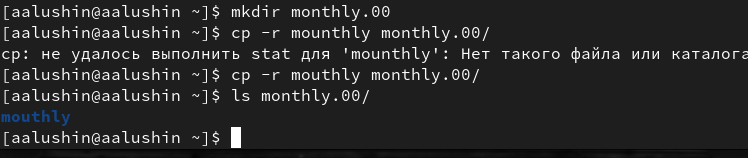 [aalushin@aalushin ~]$ mkdir monthly.00
[aalushin@aalushin ~]$ cp -r mounthly monthly.00/
cp: не удалось выполнить stat для 'mounthly': Нет такого файла или каталога
[aalushin@aalushin ~]$ cp -r mouthly monthly.00/
[aalushin@aalushin ~]$ ls monthly.00/
mouthly
[aalushin@aalushin ~]$